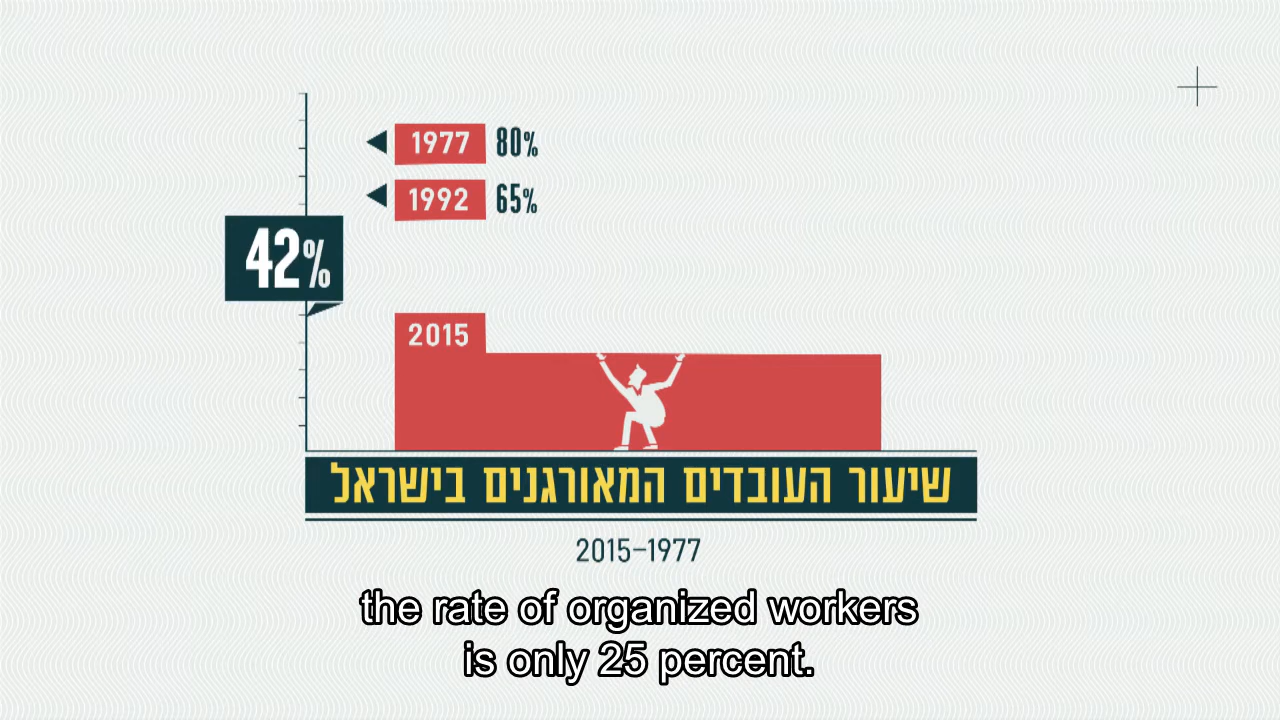 1977 80%
1992 65%
42%
2015
שיעור העובדים המאורגנים בישראל
2015–1977
the rate of organized workers
is only 25 percent.